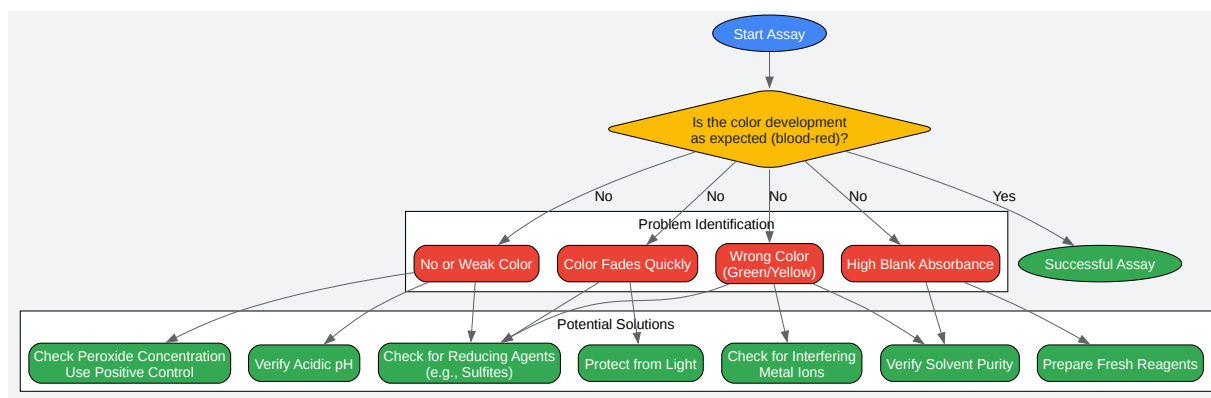 Start Assay
Is the color development
as expected (blood-red)?
No
No
No
No
Yes
Problem Identification
No or Weak Color
Color Fades Quickly
Wrong Color
(Green/Yellow)
High Blank Absorbance
Successful Assay
Potential Solutions
Check Peroxide Concentration
Use Positive Control
Verify Acidic pH
Check for Reducing Agents
(e.g., Sulfites)
Protect from Light
Check for Interfering
Metal Ions
Verify Solvent Purity
Prepare Fresh Reagents